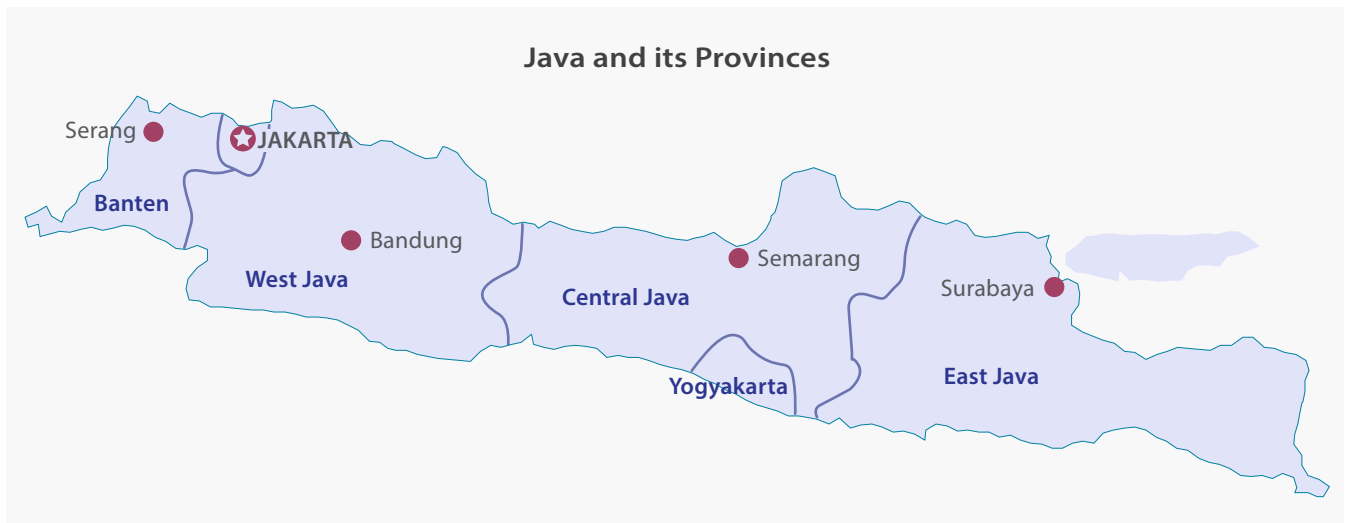 Java and its Provinces
Serang
JAKARTA
Banten
Bandung
West Java
Semarang
Central Java
Surabaya
East Java
Yogyakarta